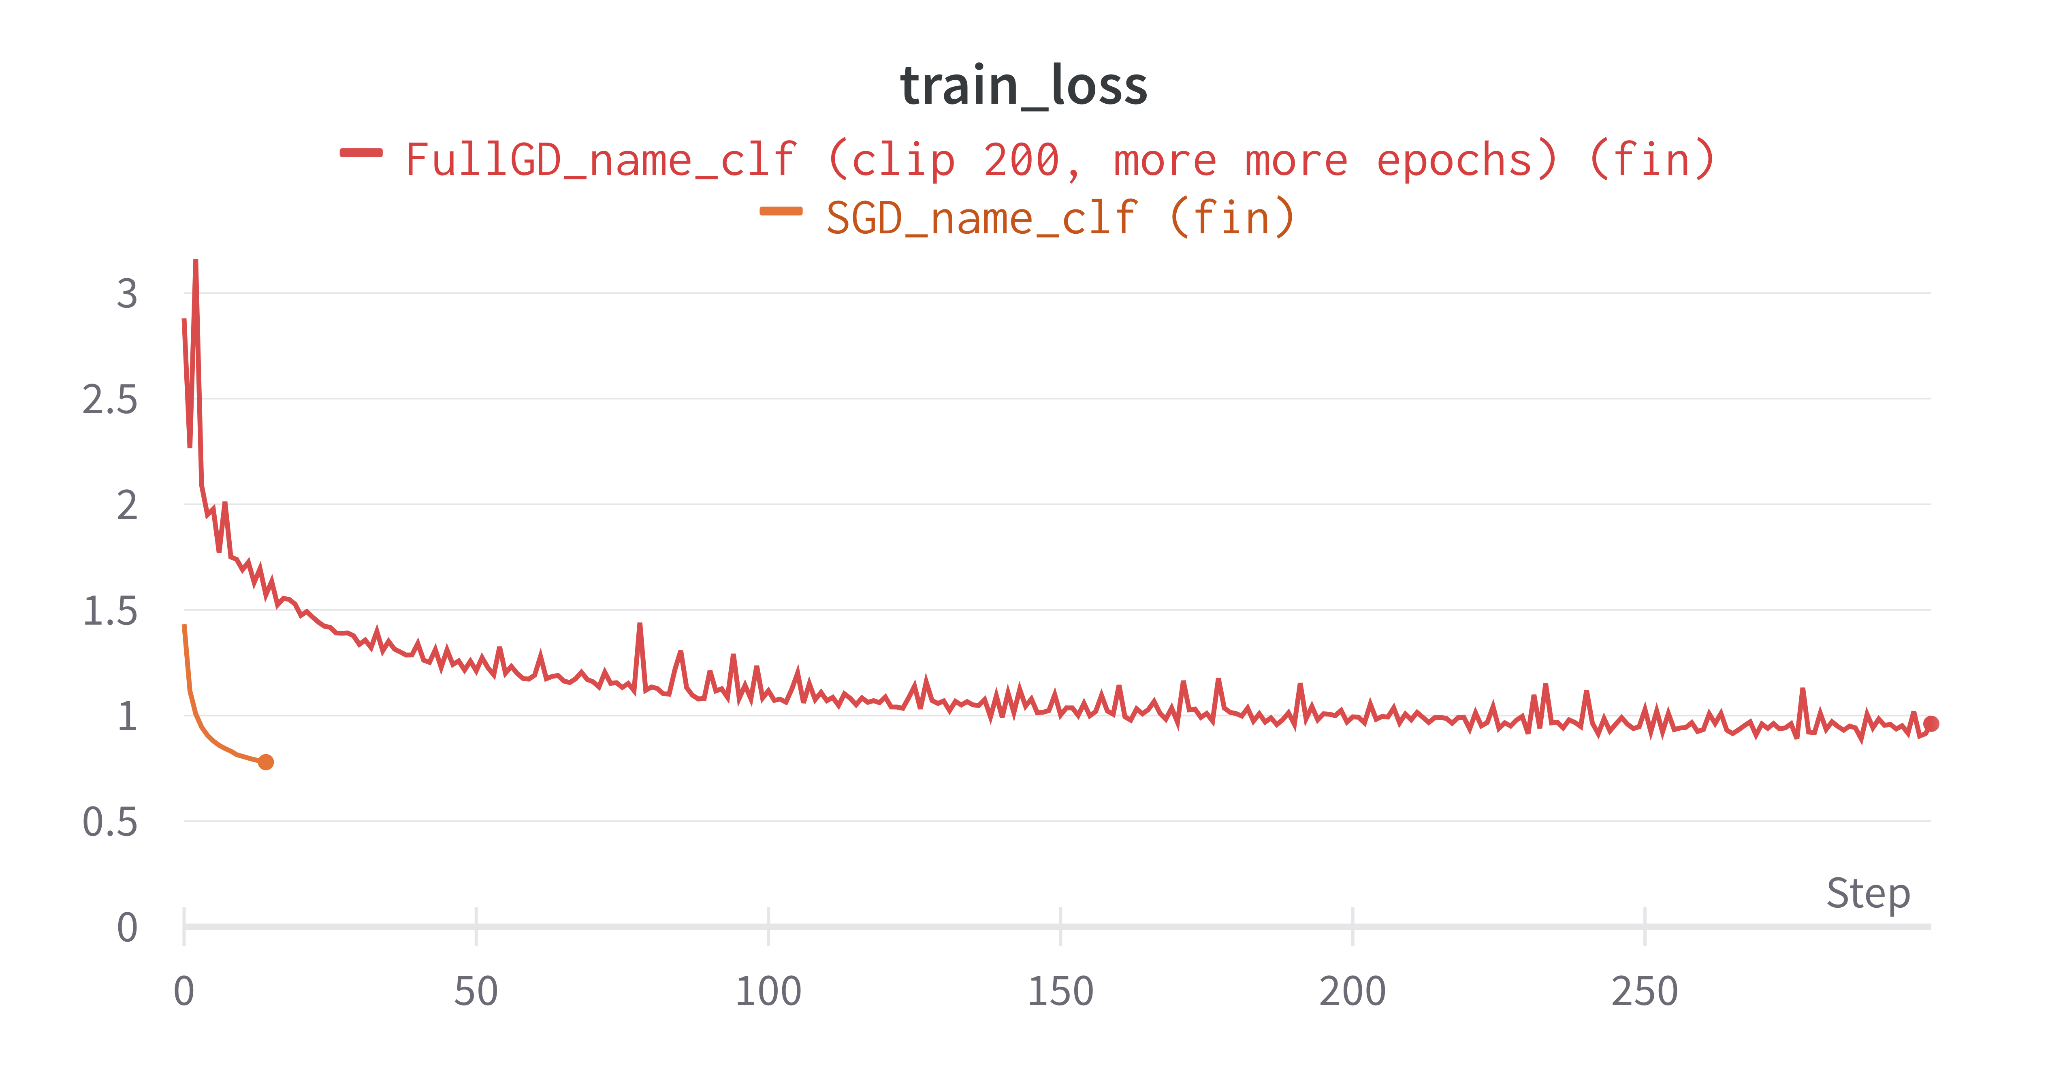 train_loss
FullGD_name_clf (clip 200, more more epochs) (fin)
SGD_name_clf (fin)
3
2.5
2
1.5
1
0.5
0
Step
0 50 100 150 200 250